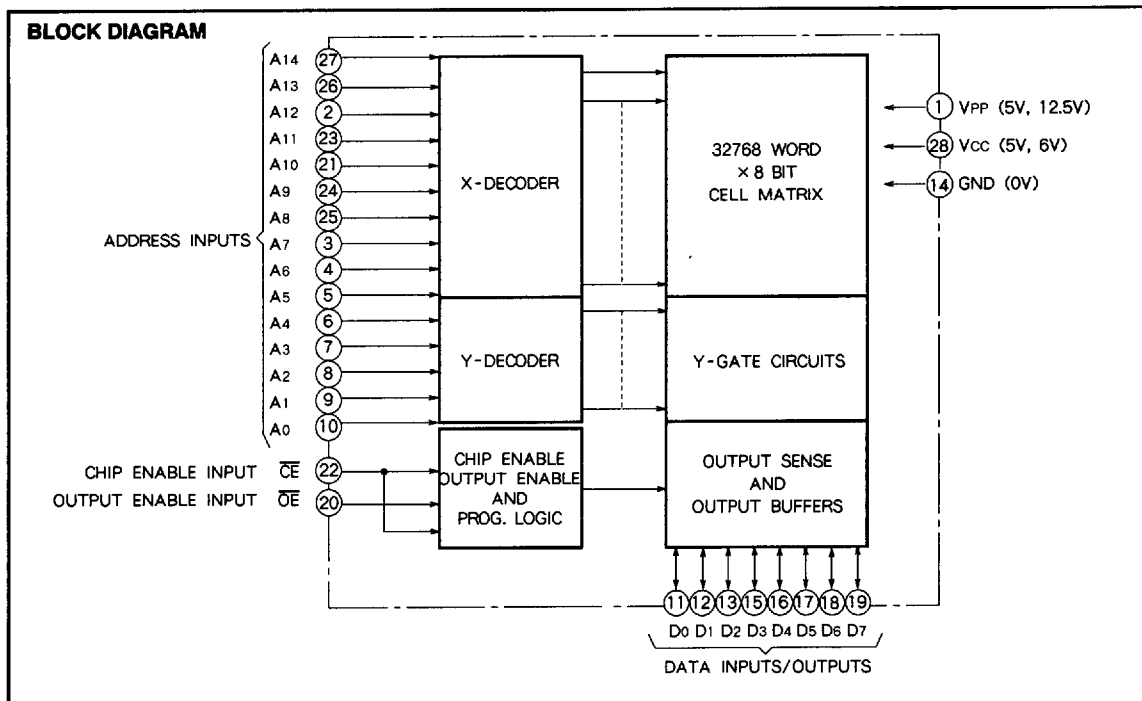 BLOCK DIAGRAM
A14 27
A13 26
A12 2
A11 23
A10 21
A9 24
A8 25
A7 3
A6 4
A5 5
A4 6
A3 7
A2 8
A1 9
A0 10
ADDRESS INPUTS
CHIP ENABLE INPUT C̅E̅ 22
OUTPUT ENABLE INPUT O̅E̅ 20
X-DECODER
Y-DECODER
CHIP ENABLE
OUTPUT ENABLE
AND
PROG. LOGIC
32768 WORD
× 8 BIT
CELL MATRIX
Y-GATE CIRCUITS
OUTPUT SENSE
AND
OUTPUT BUFFERS
1 VPP (5V, 12.5V)
28 VCC (5V, 6V)
14 GND (0V)
11 12 13 15 16 17 18 19
D0 D1 D2 D3 D4 D5 D6 D7
DATA INPUTS/OUTPUTS